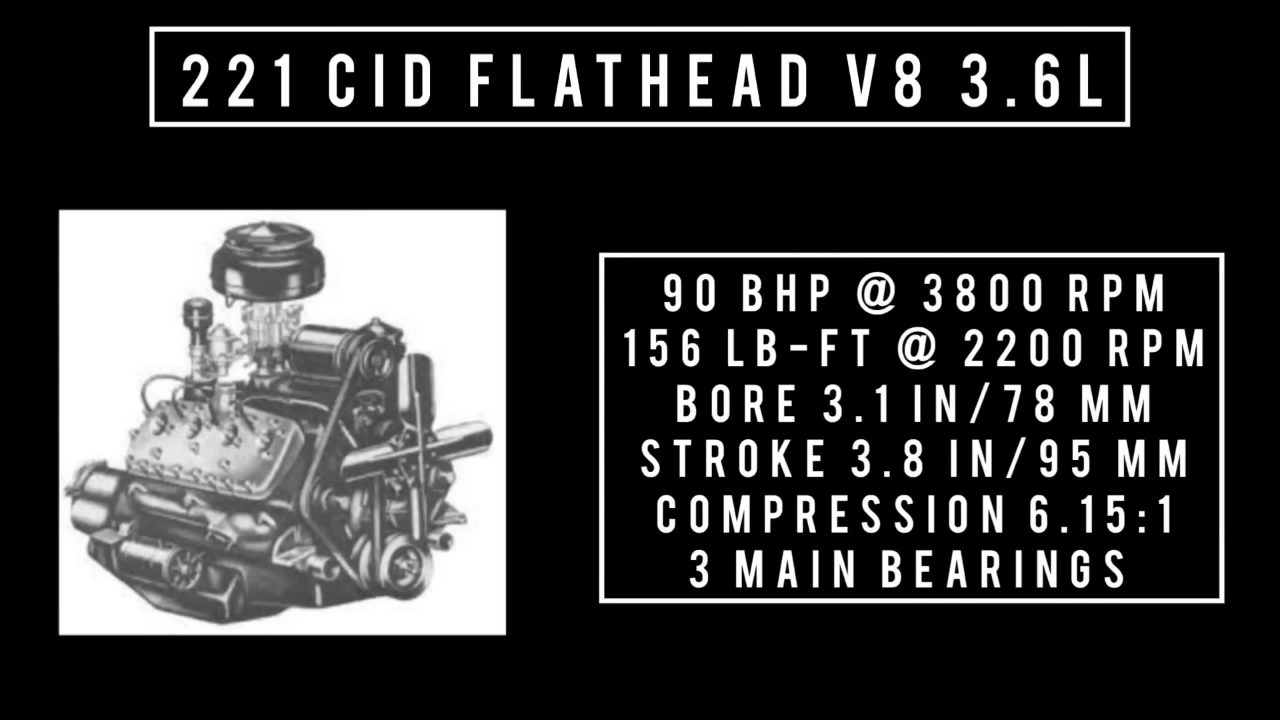 221 CID FLATHEAD V8 3.6L
90 BHP @ 3800 RPM
156 LB-FT @ 2200 RPM
BORE 3.1 IN/78 MM
STROKE 3.8 IN/95 MM
COMPRESSION 6.15:1
3 MAIN BEARINGS